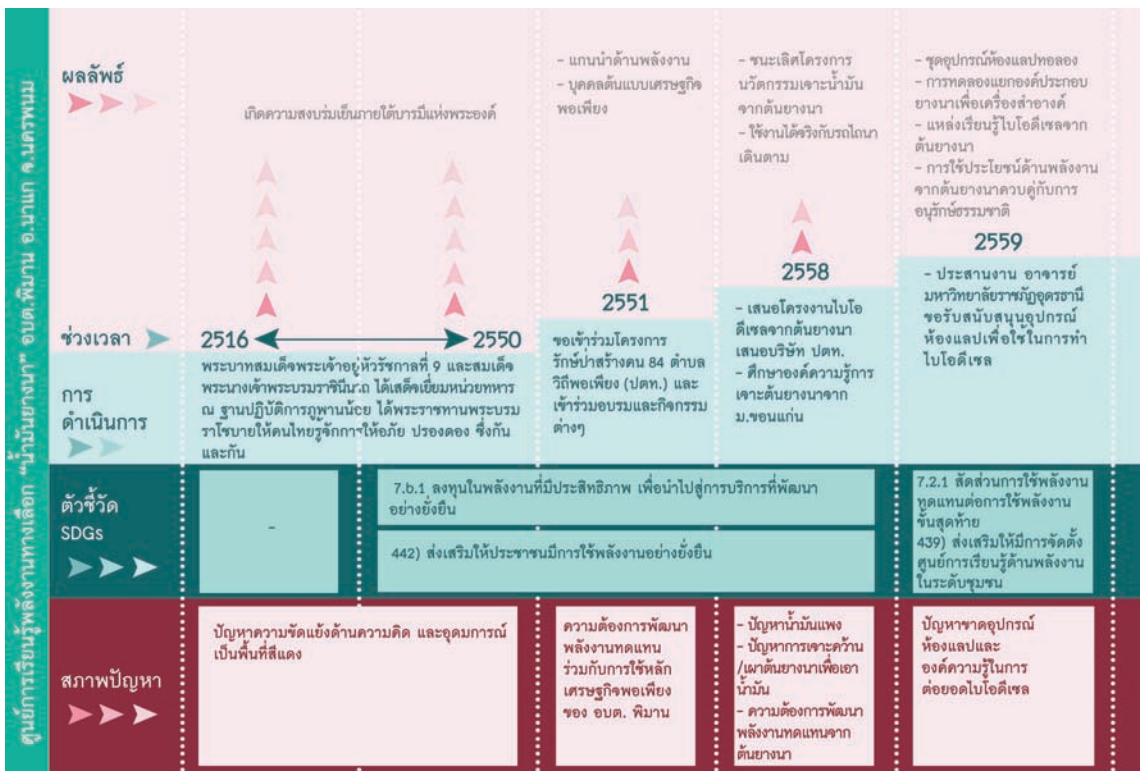 ศูนย์การเรียนรู้พลังงานทางเลือก “น้ำมันยางนา” อบต.พิมาน อ.นาแก จ.นครพนม
ผลลัพธ์
เกิดความสงบร่มเย็นภายใต้บารมีแห่งพระองค์
- แกนนำด้านพลังงาน
- บุคคลต้นแบบเศรษฐกิจ
พอเพียง
- ชนะเลิศโครงการ
นวัตกรรมเจาะน้ำมัน
จากต้นยางนา
- ใช้งานได้จริงกับรถไถนา
เดินตาม
- ชุดอุปกรณ์ห้องแลปทอลอง
- การทดลองแยกองค์ประกอบ
ยางนาเพื่อเครื่องสำอางค์
- แหล่งเรียนรู้ไบโอดีเซลจาก
ต้นยางนา
- การใช้ประโยชน์ด้านพลังงาน
จากต้นยางนาควบคู่กับการ
อนุรักษ์ธรรมชาติ
ช่วงเวลา
2516
2550
2551
2558
2559
การ
ดำเนินการ
พระบาทสมเด็จพระเจ้าอยู่หัวรัชกาลที่ 9 และสมเด็จ
พระนางเจ้าพระบรมราชินีนาถ ได้เสด็จเยี่ยมหน่วยทหาร
ณ ฐานปฏิบัติการภูพานน้อย ได้พระราชทานพระบรม
ราโชบายให้คนไทยรู้จักการให้อภัย ปรองดอง ซึ่งกัน
และกัน
ขอเข้าร่วมโครงการ
รักษ์ป่าสร้างคน 84 ตำบล
วิถีพอเพียง (ปตท.) และ
เข้าร่วมอบรมและกิจกรรม
ต่างๆ
- เสนอโครงงานไบโอ
ดีเซลจากต้นยางนา
เสนอบริษัท ปตท.
- ศึกษาองค์ความรู้การ
เจาะต้นยางนาจาก
ม.ขอนแก่น
- ประสานงาน อาจารย์
มหาวิทยาลัยราชภัฏอุดรธานี
ขอรับสนับสนุนอุปกรณ์
ห้องแลปเพื่อใช้ในการทำ
ไบโอดีเซล
ตัวชี้วัด
SDGs
-
7.b.1 ลงทุนในพลังงานที่มีประสิทธิภาพ เพื่อนำไปสู่การบริการที่พัฒนา
อย่างยั่งยืน
442) ส่งเสริมให้ประชาชนมีการใช้พลังงานอย่างยั่งยืน
7.2.1 สัดส่วนการใช้พลังงาน
ทดแทนต่อการใช้พลังงาน
ขั้นสุดท้าย
439) ส่งเสริมให้มีการจัดตั้ง
ศูนย์การเรียนรู้ด้านพลังงาน
ในระดับชุมชน
สภาพปัญหา
ปัญหาความขัดแย้งด้านความคิด และอุดมการณ์
เป็นพื้นที่สีแดง
ความต้องการพัฒนา
พลังงานทดแทน
ร่วมกับการใช้หลัก
เศรษฐกิจพอเพียง
ของ อบต. พิมาน
- ปัญหาน้ำมันแพง
- ปัญหาการเจาะคว้าน
/เผาต้นยางนาเพื่อเอา
น้ำมัน
- ความต้องการพัฒนา
พลังงานทดแทนจาก
ต้นยางนา
ปัญหาขาดอุปกรณ์
ห้องแลปและ
องค์ความรู้ในการ
ต่อยอดไบโอดีเซล